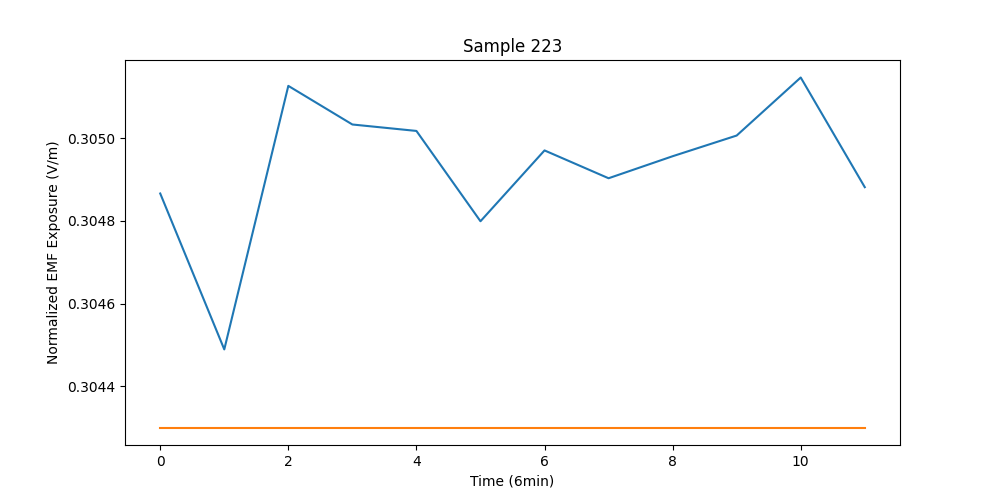 Sample 223
Normalized EMF Exposure (V/m)
0.3050
0.3048
0.3046
0.3044
0 2 4 6 8 10
Time (6min)